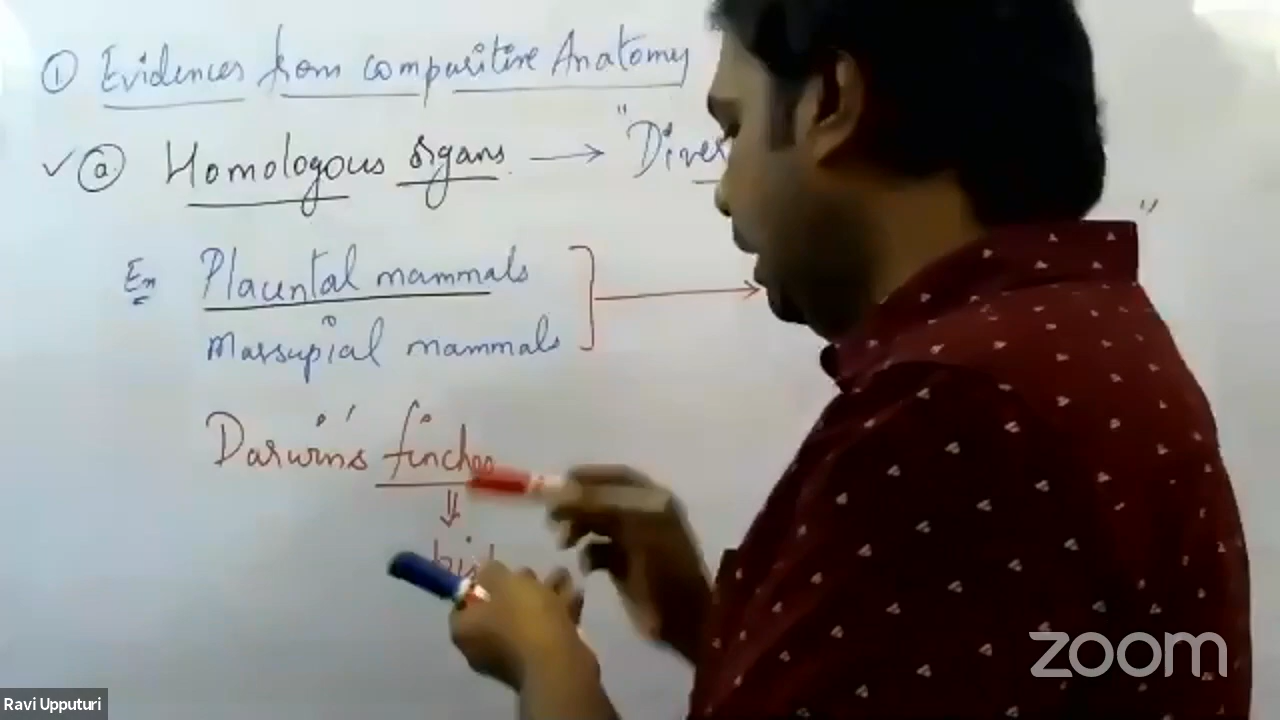 ① Evidences from comparitive Anatomy
✓ ⓐ Homologous organs. → "Diver "
Ex Placental mammals
Marsupial mammals
Darwin's finches
zoom
Ravi Upputuri